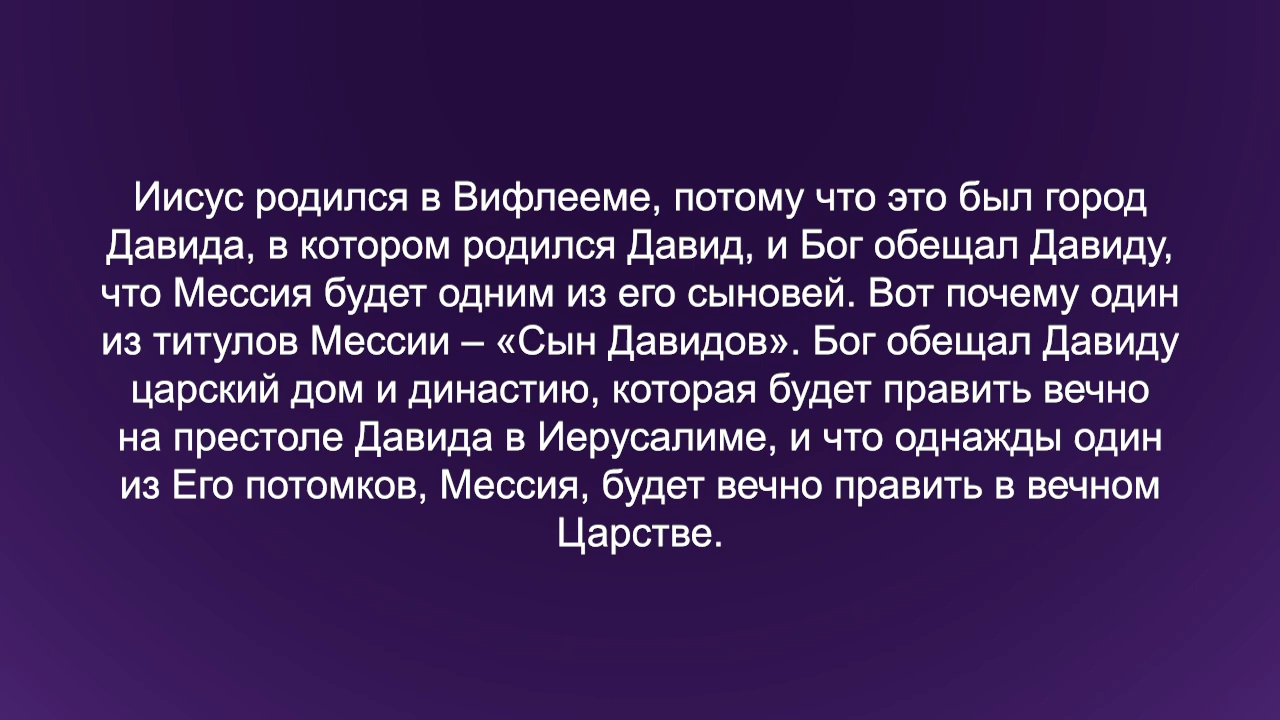 Иисус родился в Вифлееме, потому что это был город
Давида, в котором родился Давид, и Бог обещал Давиду,
что Мессия будет одним из его сыновей. Вот почему один
из титулов Мессии – «Сын Давидов». Бог обещал Давиду
царский дом и династию, которая будет править вечно
на престоле Давида в Иерусалиме, и что однажды один
из Его потомков, Мессия, будет вечно править в вечном
Царстве.